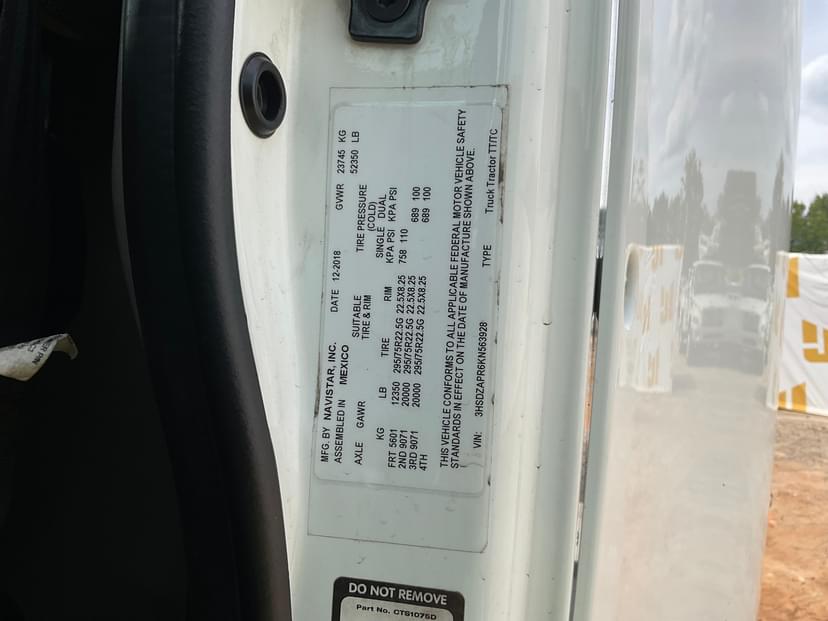 MFG. BY NAVISTAR, INC. DATE 12-2018 GVWR 23745 KG
ASSEMBLED IN MEXICO 52350 LB
SUITABLE TIRE PRESSURE
AXLE GAWR TIRE & RIM (COLD)
SINGLE DUAL
KG LB TIRE RIM KPA PSI KPA PSI
FRT 5601 12350 295/75R22.5G 22.5X8.25 758 110
2ND 9071 20000 295/75R22.5G 22.5X8.25 689 100
3RD 9071 20000 295/75R22.5G 22.5X8.25 689 100
4TH
THIS VEHICLE CONFORMS TO ALL APPLICABLE FEDERAL MOTOR VEHICLE SAFETY
STANDARDS IN EFFECT ON THE DATE OF MANUFACTURE SHOWN ABOVE.
VIN: 3HSDZAPR6KN563928 TYPE Truck Tractor TT/TC
DO NOT REMOVE
Part No. CTS1075D